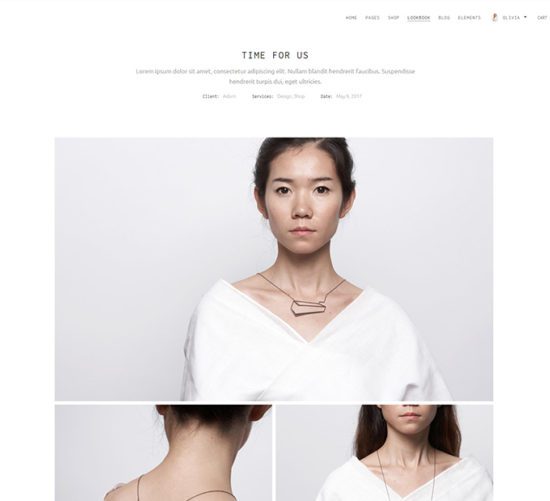 HOME PAGES SHOP LOOKBOOK BLOG ELEMENTS OLIVIA CART
TIME FOR US
Lorem ipsum dolor sit amet, consectetur adipiscing elit. Nullam blandit hendrerit faucibus. Suspendisse
hendrerit turpis dui, eget ultricies.
Client: Adam Services: Design, Shop Date: May 9, 2017